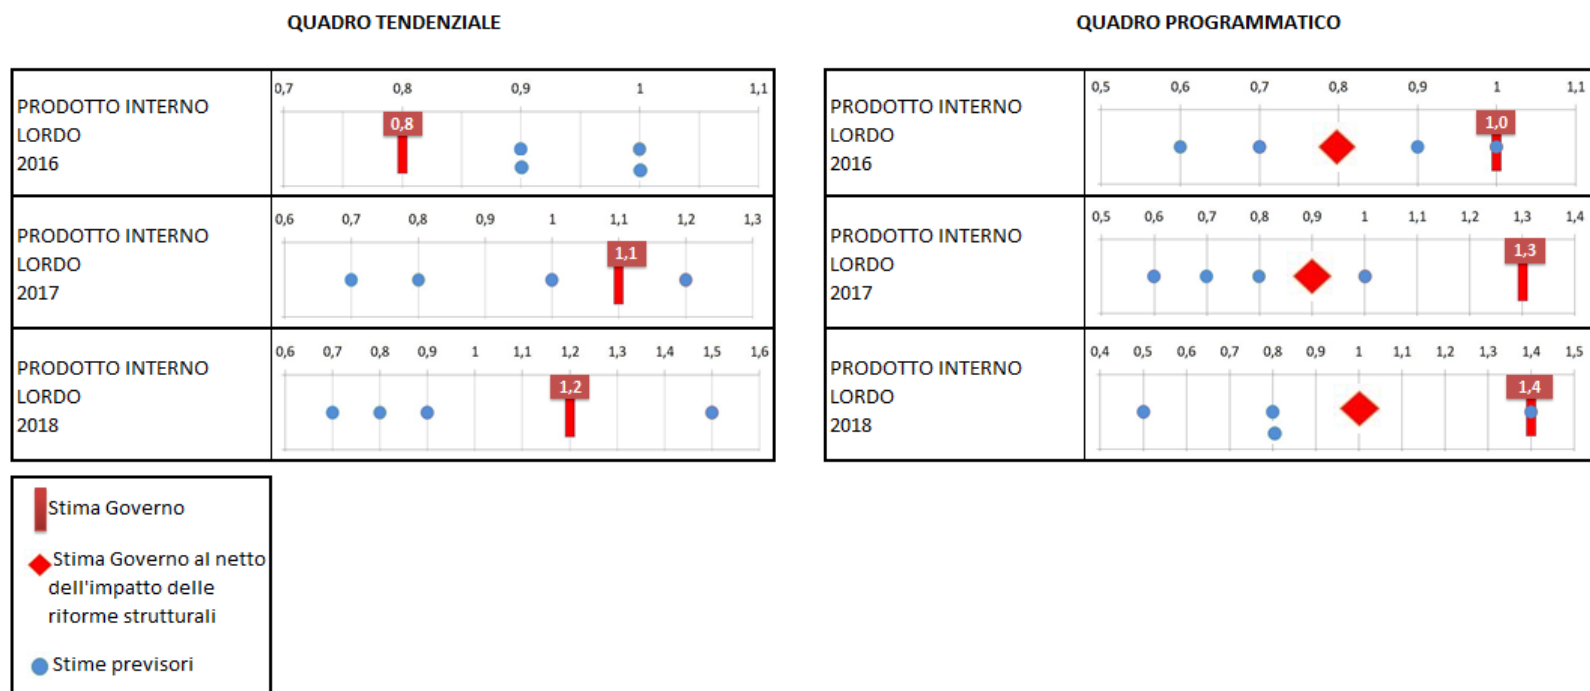 QUADRO TENDENZIALE
PRODOTTO INTERNO
LORDO
2016
0,7 0,8 0,9 1 1,1
0,8
PRODOTTO INTERNO
LORDO
2017
0,6 0,7 0,8 0,9 1 1,1 1,2 1,3
1,1
PRODOTTO INTERNO
LORDO
2018
0,6 0,7 0,8 0,9 1 1,1 1,2 1,3 1,4 1,5 1,6
1,2
QUADRO PROGRAMMATICO
PRODOTTO INTERNO
LORDO
2016
0,5 0,6 0,7 0,8 0,9 1 1,1
1,0
PRODOTTO INTERNO
LORDO
2017
0,5 0,6 0,7 0,8 0,9 1 1,1 1,2 1,3 1,4
1,3
PRODOTTO INTERNO
LORDO
2018
0,4 0,5 0,6 0,7 0,8 0,9 1 1,1 1,2 1,3 1,4 1,5
1,4
Stima Governo
Stima Governo al netto
dell'impatto delle
riforme strutturali
Stime previsori